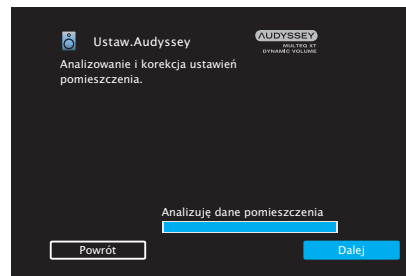 Ustaw.Audyssey
AUDYSSEY
MULTEQ XT
DYNAMIC VOLUME
Analizowanie i korekcja ustawień
pomieszczenia.
Analizuję dane pomieszczenia
Powrót
Dalej